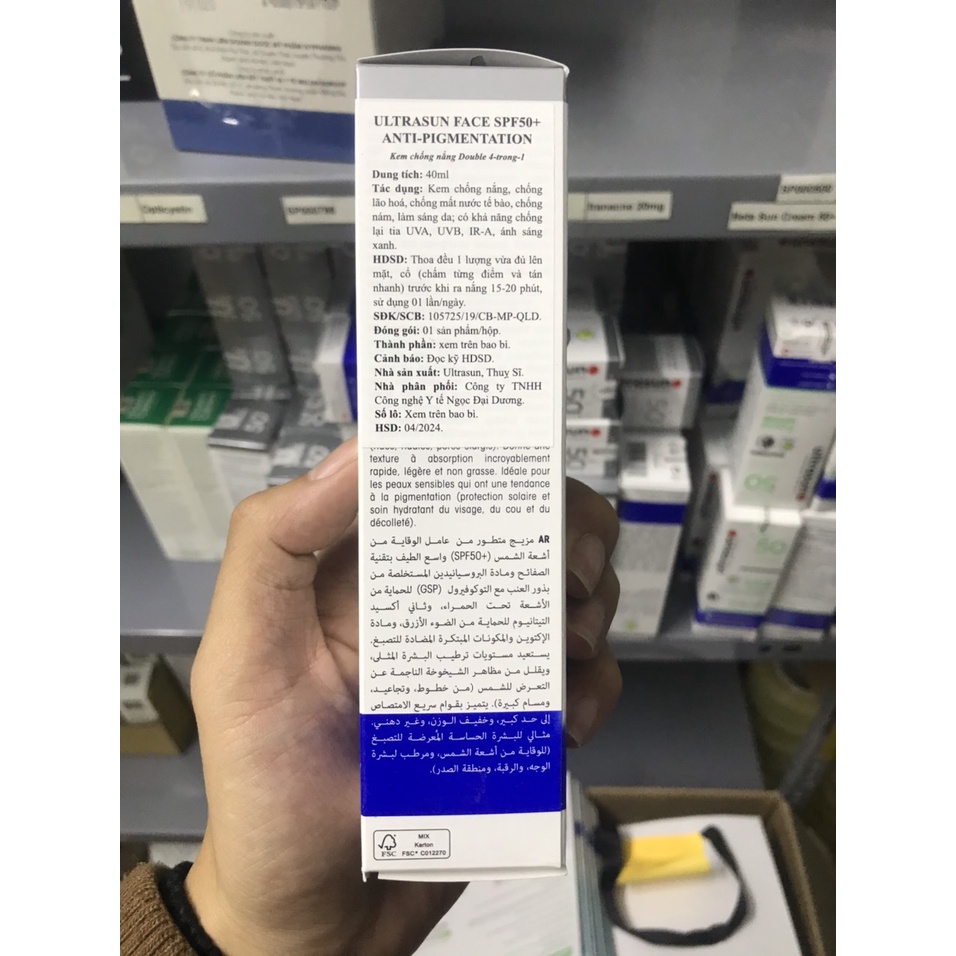 ULTRASUN FACE SPF50+
ANTI-PIGMENTATION
Kem chống nắng Double 4-trong-1
Dung tích: 40ml
Tác dụng: Kem chống nắng, chống
lão hoá, chống mất nước tế bào, chống
nám, làm sáng da; có khả năng chống
lại tia UVA, UVB, IR-A, ánh sáng
xanh.
HDSD: Thoa đều 1 lượng vừa đủ lên
mặt, cổ (chấm từng điểm và tán
nhanh) trước khi ra nắng 15-20 phút,
sử dụng 01 lần/ngày.
SĐK/SCB: 105725/19/CB-MP-QLD.
Đóng gói: 01 sản phẩm/hộp.
Thành phần: xem trên bao bì.
Cảnh báo: Đọc kỹ HDSD.
Nhà sản xuất: Ultrasun, Thuỵ Sĩ.
Nhà phân phối: Công ty TNHH
Công nghệ Y tế Ngọc Đại Dương.
Số lô: Xem trên bao bì.
HSD: 04/2024.
texture à absorption incroyablement
rapide, légère et non grasse. Idéale pour
les peaux sensibles qui ont une tendance
à la pigmentation (protection solaire et
soin hydratant du visage, du cou et du
décolleté).
AR مزيج متطور من عامل الوقاية من
أشعة الشمس (SPF50+) واسع الطيف بتقنية
الصفائح ومادة البروسيانيدين المستخلصة من
بذور العنب مع التوكوفيرول (GSP) للحماية من
الأشعة تحت الحمراء، وثاني أكسيد
التيتانيوم للحماية من الضوء الأزرق، ومادة
الإكتوين والمكونات المبتكرة المضادة للتصبغ.
يستعيد مستويات ترطيب البشرة المثلى،
ويقلل من مظاهر الشيخوخة الناجمة عن
التعرض للشمس (من خطوط، وتجاعيد،
ومسام كبيرة). يتميز بقوام سريع الامتصاص
إلى حد كبير، وخفيف الوزن، وغير دهني.
مثالي للبشرة الحساسة المُعرضة للتصبغ
(للوقاية من أشعة الشمس، ومرطب لبشرة
الوجه، والرقبة، ومنطقة الصدر).
FSC
MIX
Karton
FSC® C012270